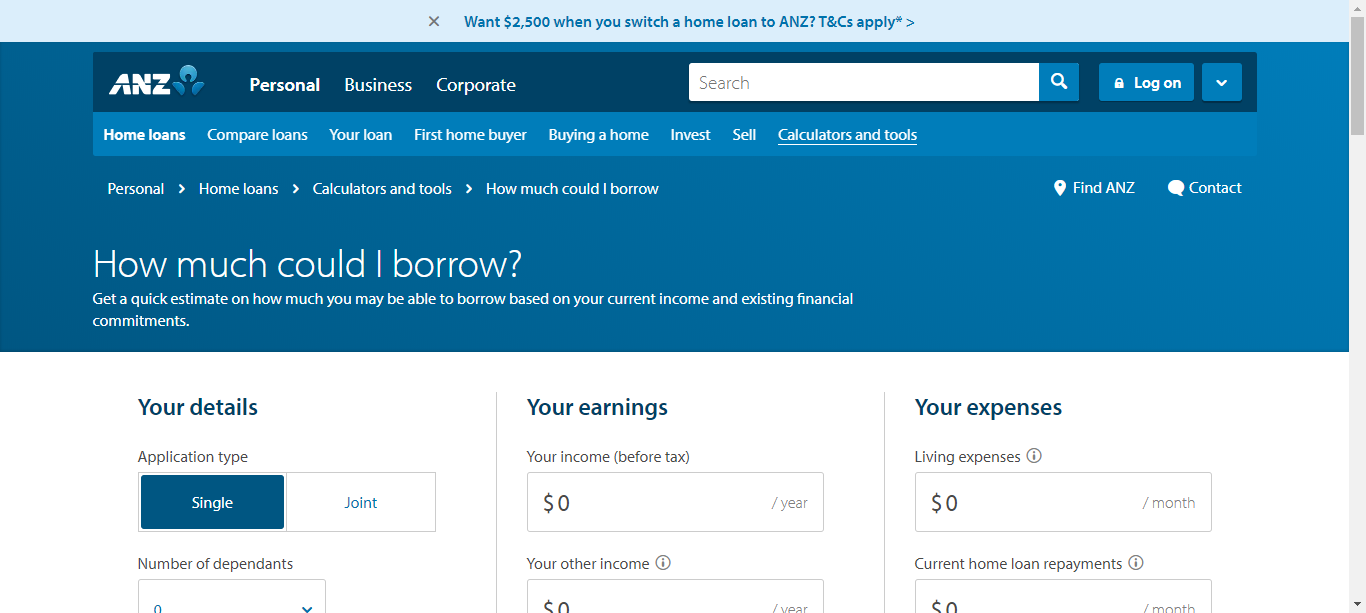 Want $2,500 when you switch a home loan to ANZ? T&Cs apply* >
ANZ
Personal Business Corporate
Search
Log on
Home loans Compare loans Your loan First home buyer Buying a home Invest Sell Calculators and tools
Personal > Home loans > Calculators and tools > How much could I borrow
Find ANZ Contact
How much could I borrow?
Get a quick estimate on how much you may be able to borrow based on your current income and existing financial
commitments.
Your details
Application type
Single Joint
Number of dependants
0
Your earnings
Your income (before tax)
$ 0 / year
Your other income
$ 0 / year
Your expenses
Living expenses
$ 0 / month
Current home loan repayments
$ 0 / month